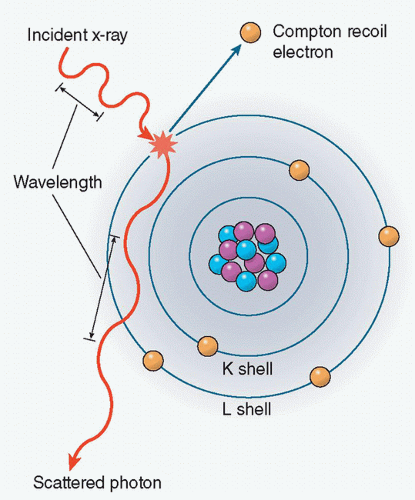 Incident x-ray
Compton recoil
electron
Wavelength
K shell
L shell
Scattered photon